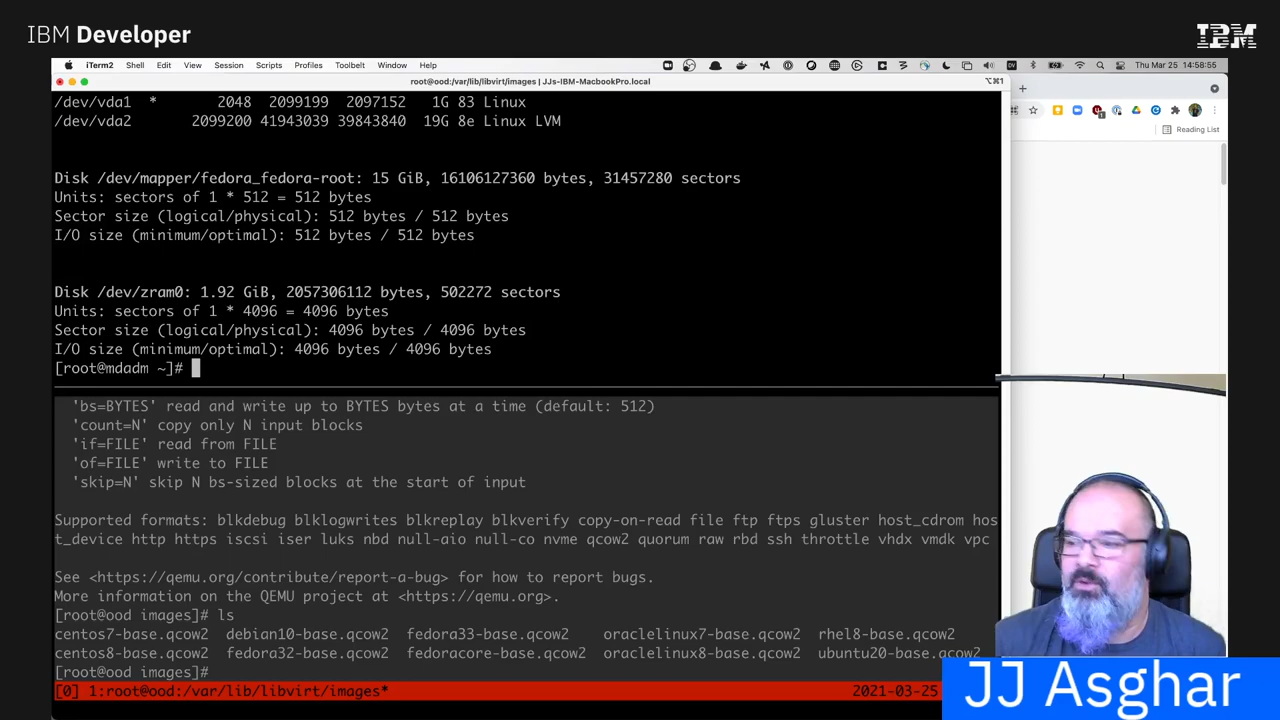 IBM Developer
IBM
iTerm2 Shell Edit View Session Scripts Profiles Toolbelt Window Help
Thu Mar 25 14:58:55
root@ood:/var/lib/libvirt/images | JJs-IBM-MacbookPro.local
⌥⌘1
Reading List
/dev/vda1 * 2048 2099199 2097152 1G 83 Linux
/dev/vda2 2099200 41943039 39843840 19G 8e Linux LVM
Disk /dev/mapper/fedora_fedora-root: 15 GiB, 16106127360 bytes, 31457280 sectors
Units: sectors of 1 * 512 = 512 bytes
Sector size (logical/physical): 512 bytes / 512 bytes
I/O size (minimum/optimal): 512 bytes / 512 bytes
Disk /dev/zram0: 1.92 GiB, 2057306112 bytes, 502272 sectors
Units: sectors of 1 * 4096 = 4096 bytes
Sector size (logical/physical): 4096 bytes / 4096 bytes
I/O size (minimum/optimal): 4096 bytes / 4096 bytes
[root@mdadm ~]#
'bs=BYTES' read and write up to BYTES bytes at a time (default: 512)
'count=N' copy only N input blocks
'if=FILE' read from FILE
'of=FILE' write to FILE
'skip=N' skip N bs-sized blocks at the start of input
Supported formats: blkdebug blklogwrites blkreplay blkverify copy-on-read file ftp ftps gluster host_cdrom hos
t_device http https iscsi iser luks nbd null-aio null-co nvme qcow2 quorum raw rbd ssh throttle vhdx vmdk vpc
See <https://qemu.org/contribute/report-a-bug> for how to report bugs.
More information on the QEMU project at <https://qemu.org>.
[root@ood images]# ls
centos7-base.qcow2 debian10-base.qcow2 fedora33-base.qcow2 oraclelinux7-base.qcow2 rhel8-base.qcow2
centos8-base.qcow2 fedora32-base.qcow2 fedoracore-base.qcow2 oraclelinux8-base.qcow2 ubuntu20-base.qcow2
[root@ood images]#
[0] 1:root@ood:/var/lib/libvirt/images* 2021-03-25
JJ Asghar